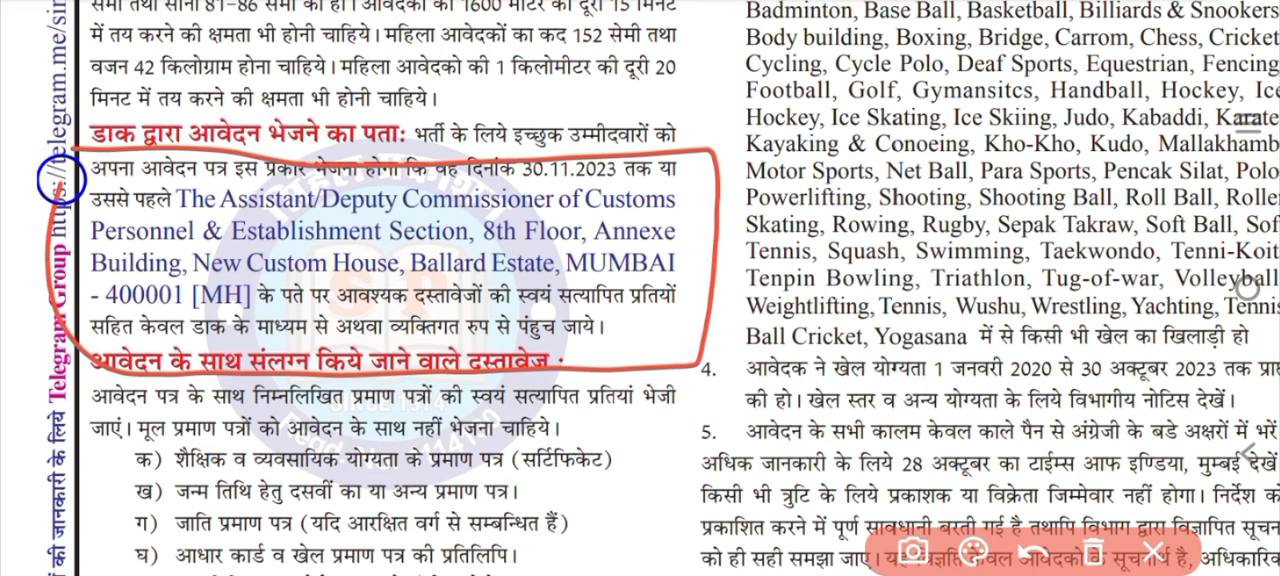 सेमी तथा सीना 81-86 सेमी का हो। आवेदकों की 1600 मीटर की दूरी 15 मिनट
में तय करने की क्षमता भी होनी चाहिये। महिला आवेदकों का कद 152 सेमी तथा
वजन 42 किलोग्राम होना चाहिये। महिला आवेदको की 1 किलोमीटर की दूरी 20
मिनट में तय करने की क्षमता भी होनी चाहिये।
डाक द्वारा आवेदन भेजने का पता: भर्ती के लिये इच्छुक उम्मीदवारों को
अपना आवेदन पत्र इस प्रकार भेजना होगा कि वह दिनांक 30.11.2023 तक या
उससे पहले The Assistant/Deputy Commissioner of Customs
Personnel & Establishment Section, 8th Floor, Annexe
Building, New Custom House, Ballard Estate, MUMBAI
- 400001 [MH] के पते पर आवश्यक दस्तावेजों की स्वयं सत्यापित प्रतियों
सहित केवल डाक के माध्यम से अथवा व्यक्तिगत रुप से पंहुच जाये।
आवेदन के साथ संलग्न किये जाने वाले दस्तावेज :
आवेदन पत्र के साथ निम्नलिखित प्रमाण पत्रों की स्वयं सत्यापित प्रतियां भेजी
जाएं। मूल प्रमाण पत्रों को आवेदन के साथ नहीं भेजना चाहिये।
क) शैक्षिक व व्यवसायिक योग्यता के प्रमाण पत्र (सर्टिफिकेट)
ख) जन्म तिथि हेतु दसवीं का या अन्य प्रमाण पत्र।
ग) जाति प्रमाण पत्र (यदि आरक्षित वर्ग से सम्बन्धित हैं)
घ) आधार कार्ड व खेल प्रमाण पत्र की प्रतिलिपि।
की जानकारी के लिये Telegram Group https://telegram.me/sin
Badminton, Base Ball, Basketball, Billiards & Snookers
Body building, Boxing, Bridge, Carrom, Chess, Cricket
Cycling, Cycle Polo, Deaf Sports, Equestrian, Fencing
Football, Golf, Gymansitcs, Handball, Hockey, Ice
Hockey, Ice Skating, Ice Skiing, Judo, Kabaddi, Karate
Kayaking & Conoeing, Kho-Kho, Kudo, Mallakhamb
Motor Sports, Net Ball, Para Sports, Pencak Silat, Polo
Powerlifting, Shooting, Shooting Ball, Roll Ball, Rolle
Skating, Rowing, Rugby, Sepak Takraw, Soft Ball, Sof
Tennis, Squash, Swimming, Taekwondo, Tenni-Koit
Tenpin Bowling, Triathlon, Tug-of-war, Volleyball
Weightlifting, Tennis, Wushu, Wrestling, Yachting, Tennis
Ball Cricket, Yogasana में से किसी भी खेल का खिलाड़ी हो
4. आवेदक ने खेल योग्यता 1 जनवरी 2020 से 30 अक्टूबर 2023 तक प्राप्त
की हो। खेल स्तर व अन्य योग्यता के लिये विभागीय नोटिस देखें।
5. आवेदन के सभी कालम केवल काले पैन से अंग्रेजी के बडे अक्षरों में भरें
अधिक जानकारी के लिये 28 अक्टूबर का टाईम्स आफ इण्डिया, मुम्बई देखें
किसी भी त्रुटि के लिये प्रकाशक या विक्रेता जिम्मेवार नहीं होगा। निर्देश को
प्रकाशित करने में पूर्ण सावधानी बरती गई है तथापि विभाग द्वारा विज्ञापित सूचन
को ही सही समझा जाए। यह विज्ञप्ति केवल आवेदकों के सूचनार्थ है, अधिकारिक